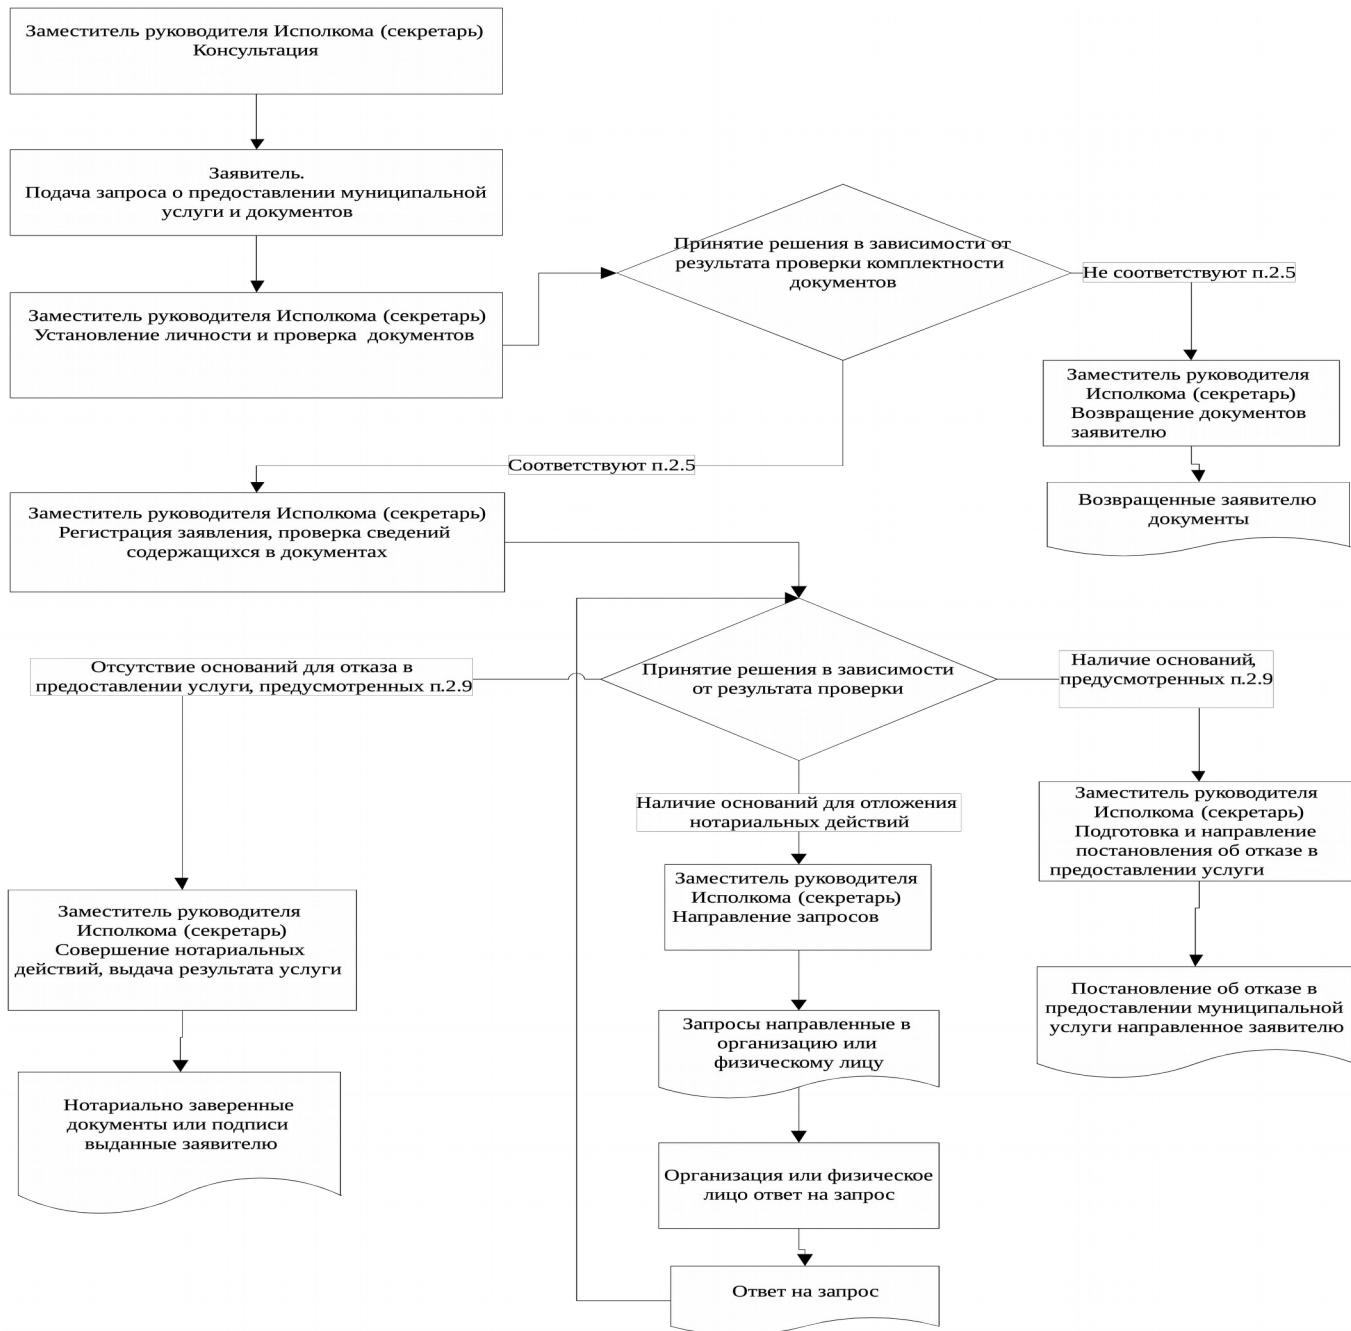 Заместитель руководителя Исполкома (секретарь)
Консультация
Заявитель.
Подача запроса о предоставлении муниципальной
услуги и документов
Заместитель руководителя Исполкома (секретарь)
Установление личности и проверка документов
Принятие решения в зависимости от
результата проверки комплектности
документов
Не соответствуют п.2.5
Заместитель руководителя
Исполкома (секретарь)
Возвращение документов
заявителю
Возвращенные заявителю
документы
Соответствуют п.2.5
Заместитель руководителя Исполкома (секретарь)
Регистрация заявления, проверка сведений
содержащихся в документах
Принятие решения в зависимости
от результата проверки
Отсутствие оснований для отказа в
предоставлении услуги, предусмотренных п.2.9
Наличие оснований,
предусмотренных п.2.9
Наличие оснований для отложения
нотариальных действий
Заместитель руководителя
Исполкома (секретарь)
Совершение нотариальных
действий, выдача результата услуги
Нотариально заверенные
документы или подписи
выданные заявителю
Заместитель руководителя
Исполкома (секретарь)
Направление запросов
Запросы направленные в
организацию или
физическому лицу
Организация или физическое
лицо ответ на запрос
Ответ на запрос
Заместитель руководителя
Исполкома (секретарь)
Подготовка и направление
постановления об отказе в
предоставлении услуги
Постановление об отказе в
предоставлении муниципальной
услуги направленное заявителю